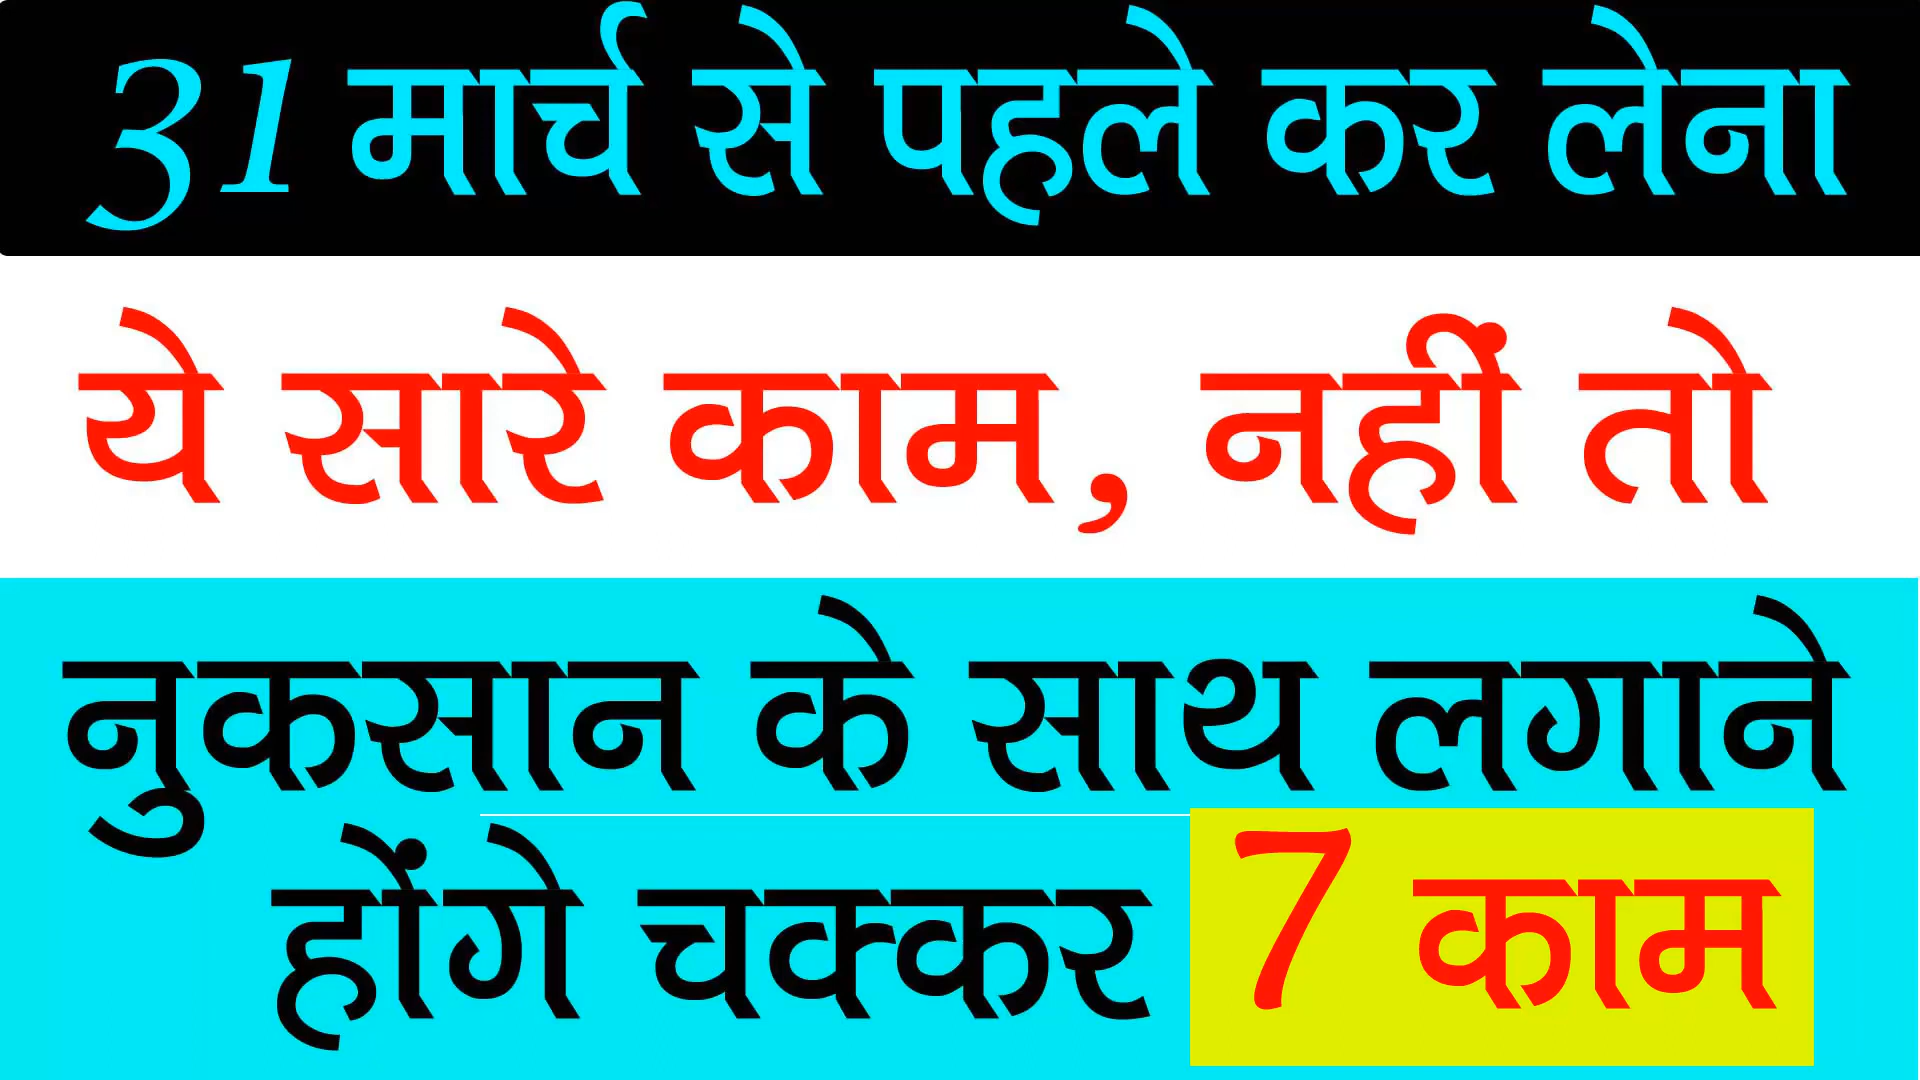 31 मार्च से पहले कर लेना
ये सारे काम, नहीं तो
नुकसान के साथ लगाने
होंगे चक्कर 7 काम